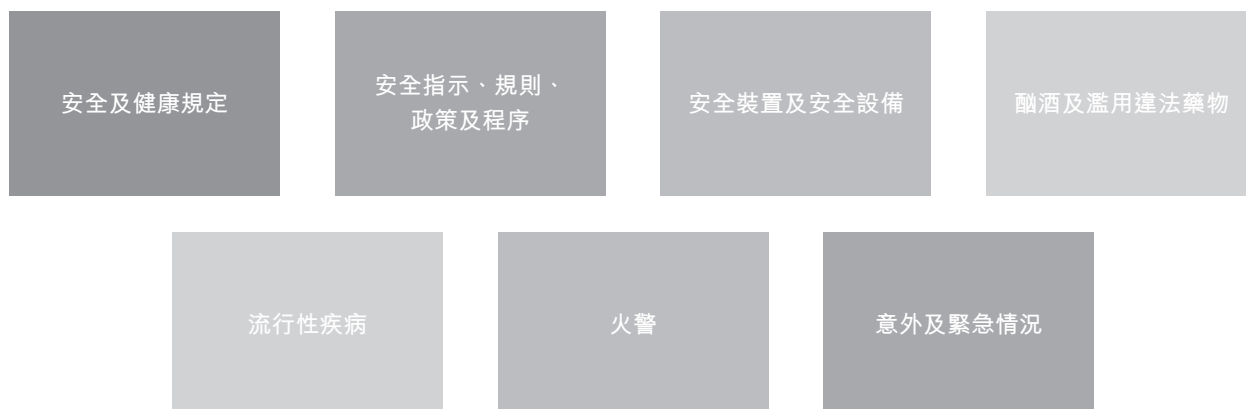 安全及健康規定
安全指示、規則、
政策及程序
安全裝置及安全設備
酗酒及濫用違法藥物
流行性疾病
火警
意外及緊急情況